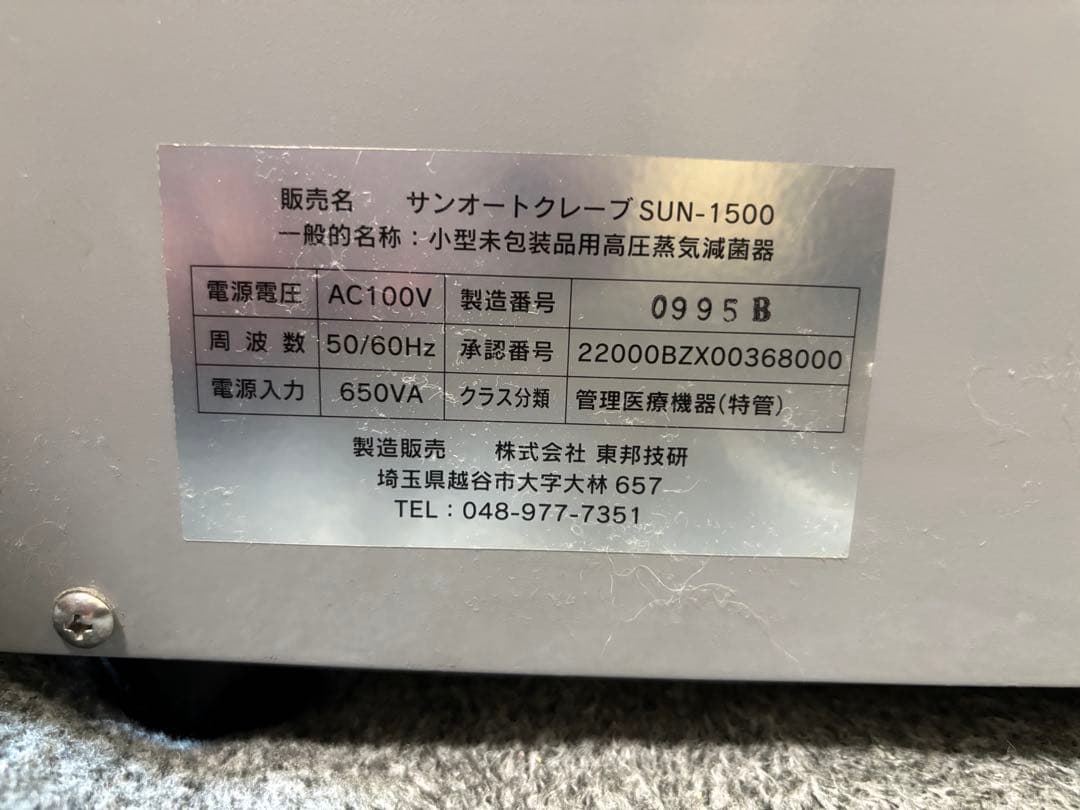 販売名 サンオートクレーブ SUN-1500
一般的名称：小型未包装品用高圧蒸気減菌器
電源電圧 AC100V 製造番号 0995B
周波数 50/60Hz 承認番号 22000BZX00368000
電源入力 650VA クラス分類 管理医療機器(特管)
製造販売 株式会社 東邦技研
埼玉県越谷市大字大林 657
TEL：048-977-7351